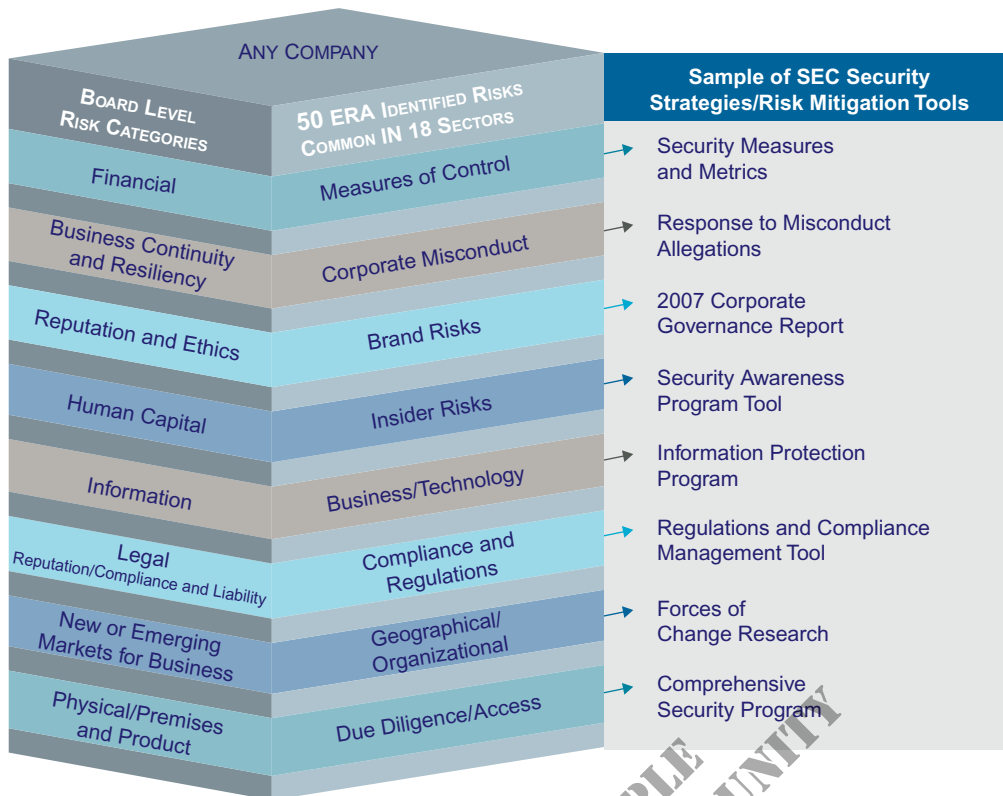 ANY COMPANY
BOARD LEVEL
RISK CATEGORIES
50 ERA IDENTIFIED RISKS
COMMON IN 18 SECTORS
Sample of SEC Security
Strategies/Risk Mitigation Tools
Financial
Measures of Control
Security Measures
and Metrics
Business Continuity
and Resiliency
Corporate Misconduct
Response to Misconduct
Allegations
Reputation and Ethics
Brand Risks
2007 Corporate
Governance Report
Human Capital
Insider Risks
Security Awareness
Program Tool
Information
Business/Technology
Information Protection
Program
Legal
Reputation/Compliance and Liability
Compliance and
Regulations
Regulations and Compliance
Management Tool
New or Emerging
Markets for Business
Geographical/
Organizational
Forces of
Change Research
Physical/Premises
and Product
Due Diligence/Access
Comprehensive
Security Program